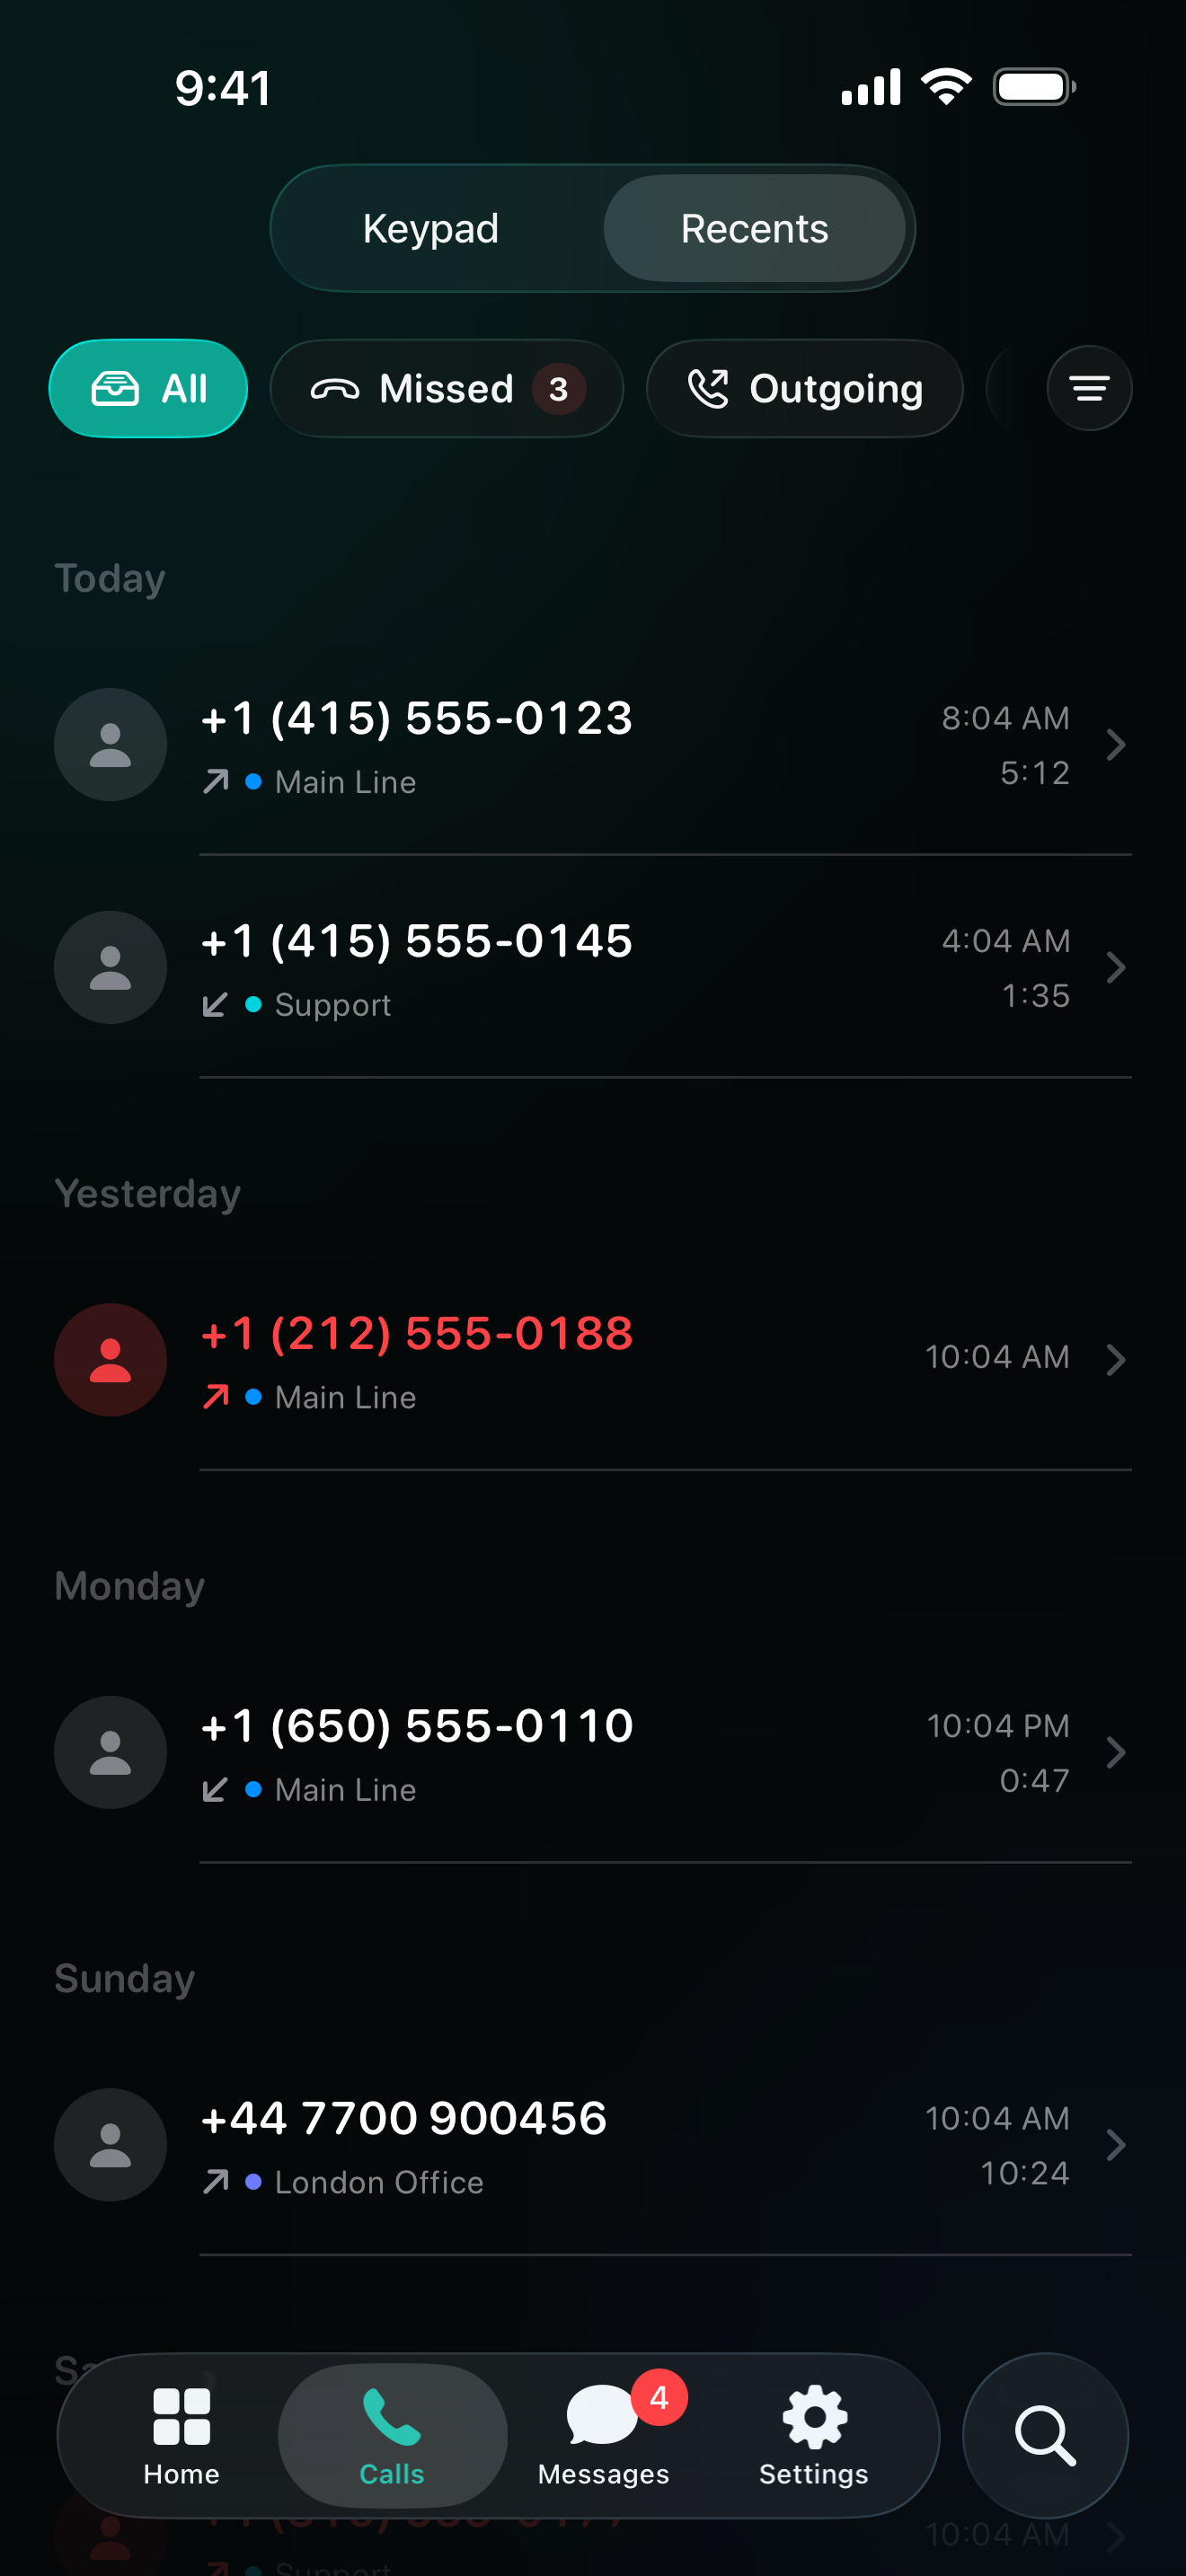 9:41
Keypad Recents
All Missed 3 Outgoing
Today
+1 (415) 555-0123 8:04 AM
Main Line 5:12
+1 (415) 555-0145 4:04 AM
Support 1:35
Yesterday
+1 (212) 555-0188 10:04 AM
Main Line
Monday
+1 (650) 555-0110 10:04 PM
Main Line 0:47
Sunday
+44 7700 900456 10:04 AM
London Office 10:24
4
Home Calls Messages Settings
10:04 AM
Support